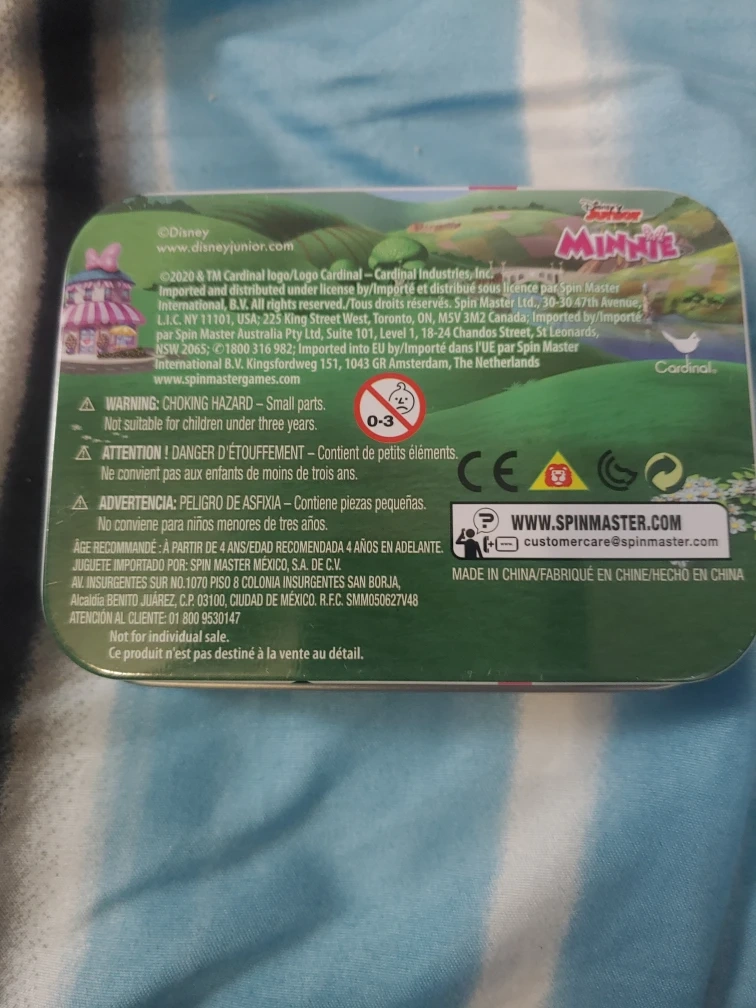 ©Disney
www.disneyjunior.com
Disney
Junior
MINNIE
©2020 & TM Cardinal logo/Logo Cardinal – Cardinal Industries, Inc.
Imported and distributed under license by/Importé et distribué sous licence par Spin Master
International, B.V. All rights reserved./Tous droits réservés. Spin Master Ltd., 30-30 47th Avenue,
L.I.C. NY 11101, USA; 225 King Street West, Toronto, ON, M5V 3M2 Canada; Imported by/Importé
par Spin Master Australia Pty Ltd, Suite 101, Level 1, 18-24 Chandos Street, St Leonards,
NSW 2065; ✆1800 316 982; Imported into EU by/Importé dans l'UE par Spin Master
International B.V. Kingsfordweg 151, 1043 GR Amsterdam, The Netherlands
www.spinmastergames.com
Cardinal®
⚠ WARNING: CHOKING HAZARD – Small parts.
Not suitable for children under three years.
0-3
⚠ ATTENTION ! DANGER D'ÉTOUFFEMENT – Contient de petits éléments.
Ne convient pas aux enfants de moins de trois ans.
CE
⚠ ADVERTENCIA: PELIGRO DE ASFIXIA – Contiene piezas pequeñas.
No conviene para niños menores de tres años.
WWW.SPINMASTER.COM
customercare@spinmaster.com
ÂGE RECOMMANDÉ : À PARTIR DE 4 ANS/EDAD RECOMENDADA 4 AÑOS EN ADELANTE.
JUGUETE IMPORTADO POR: SPIN MASTER MÉXICO, S.A. DE C.V.
AV. INSURGENTES SUR NO.1070 PISO 8 COLONIA INSURGENTES SAN BORJA,
Alcaldía BENITO JUÁREZ, C.P. 03100, CIUDAD DE MÉXICO. R.F.C. SMM050627V48
ATENCIÓN AL CLIENTE: 01 800 9530147
MADE IN CHINA/FABRIQUÉ EN CHINE/HECHO EN CHINA
Not for individual sale.
Ce produit n'est pas destiné à la vente au détail.